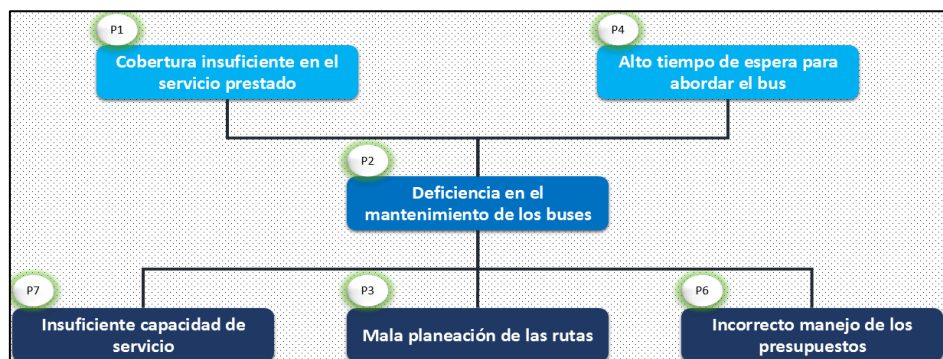 P1
Cobertura insuficiente en el
servicio prestado
P4
Alto tiempo de espera para
abordar el bus
P2
Deficiencia en el
mantenimiento de los buses
P7
Insuficiente capacidad de
servicio
P3
Mala planeación de las rutas
P6
Incorrecto manejo de los
presupuestos